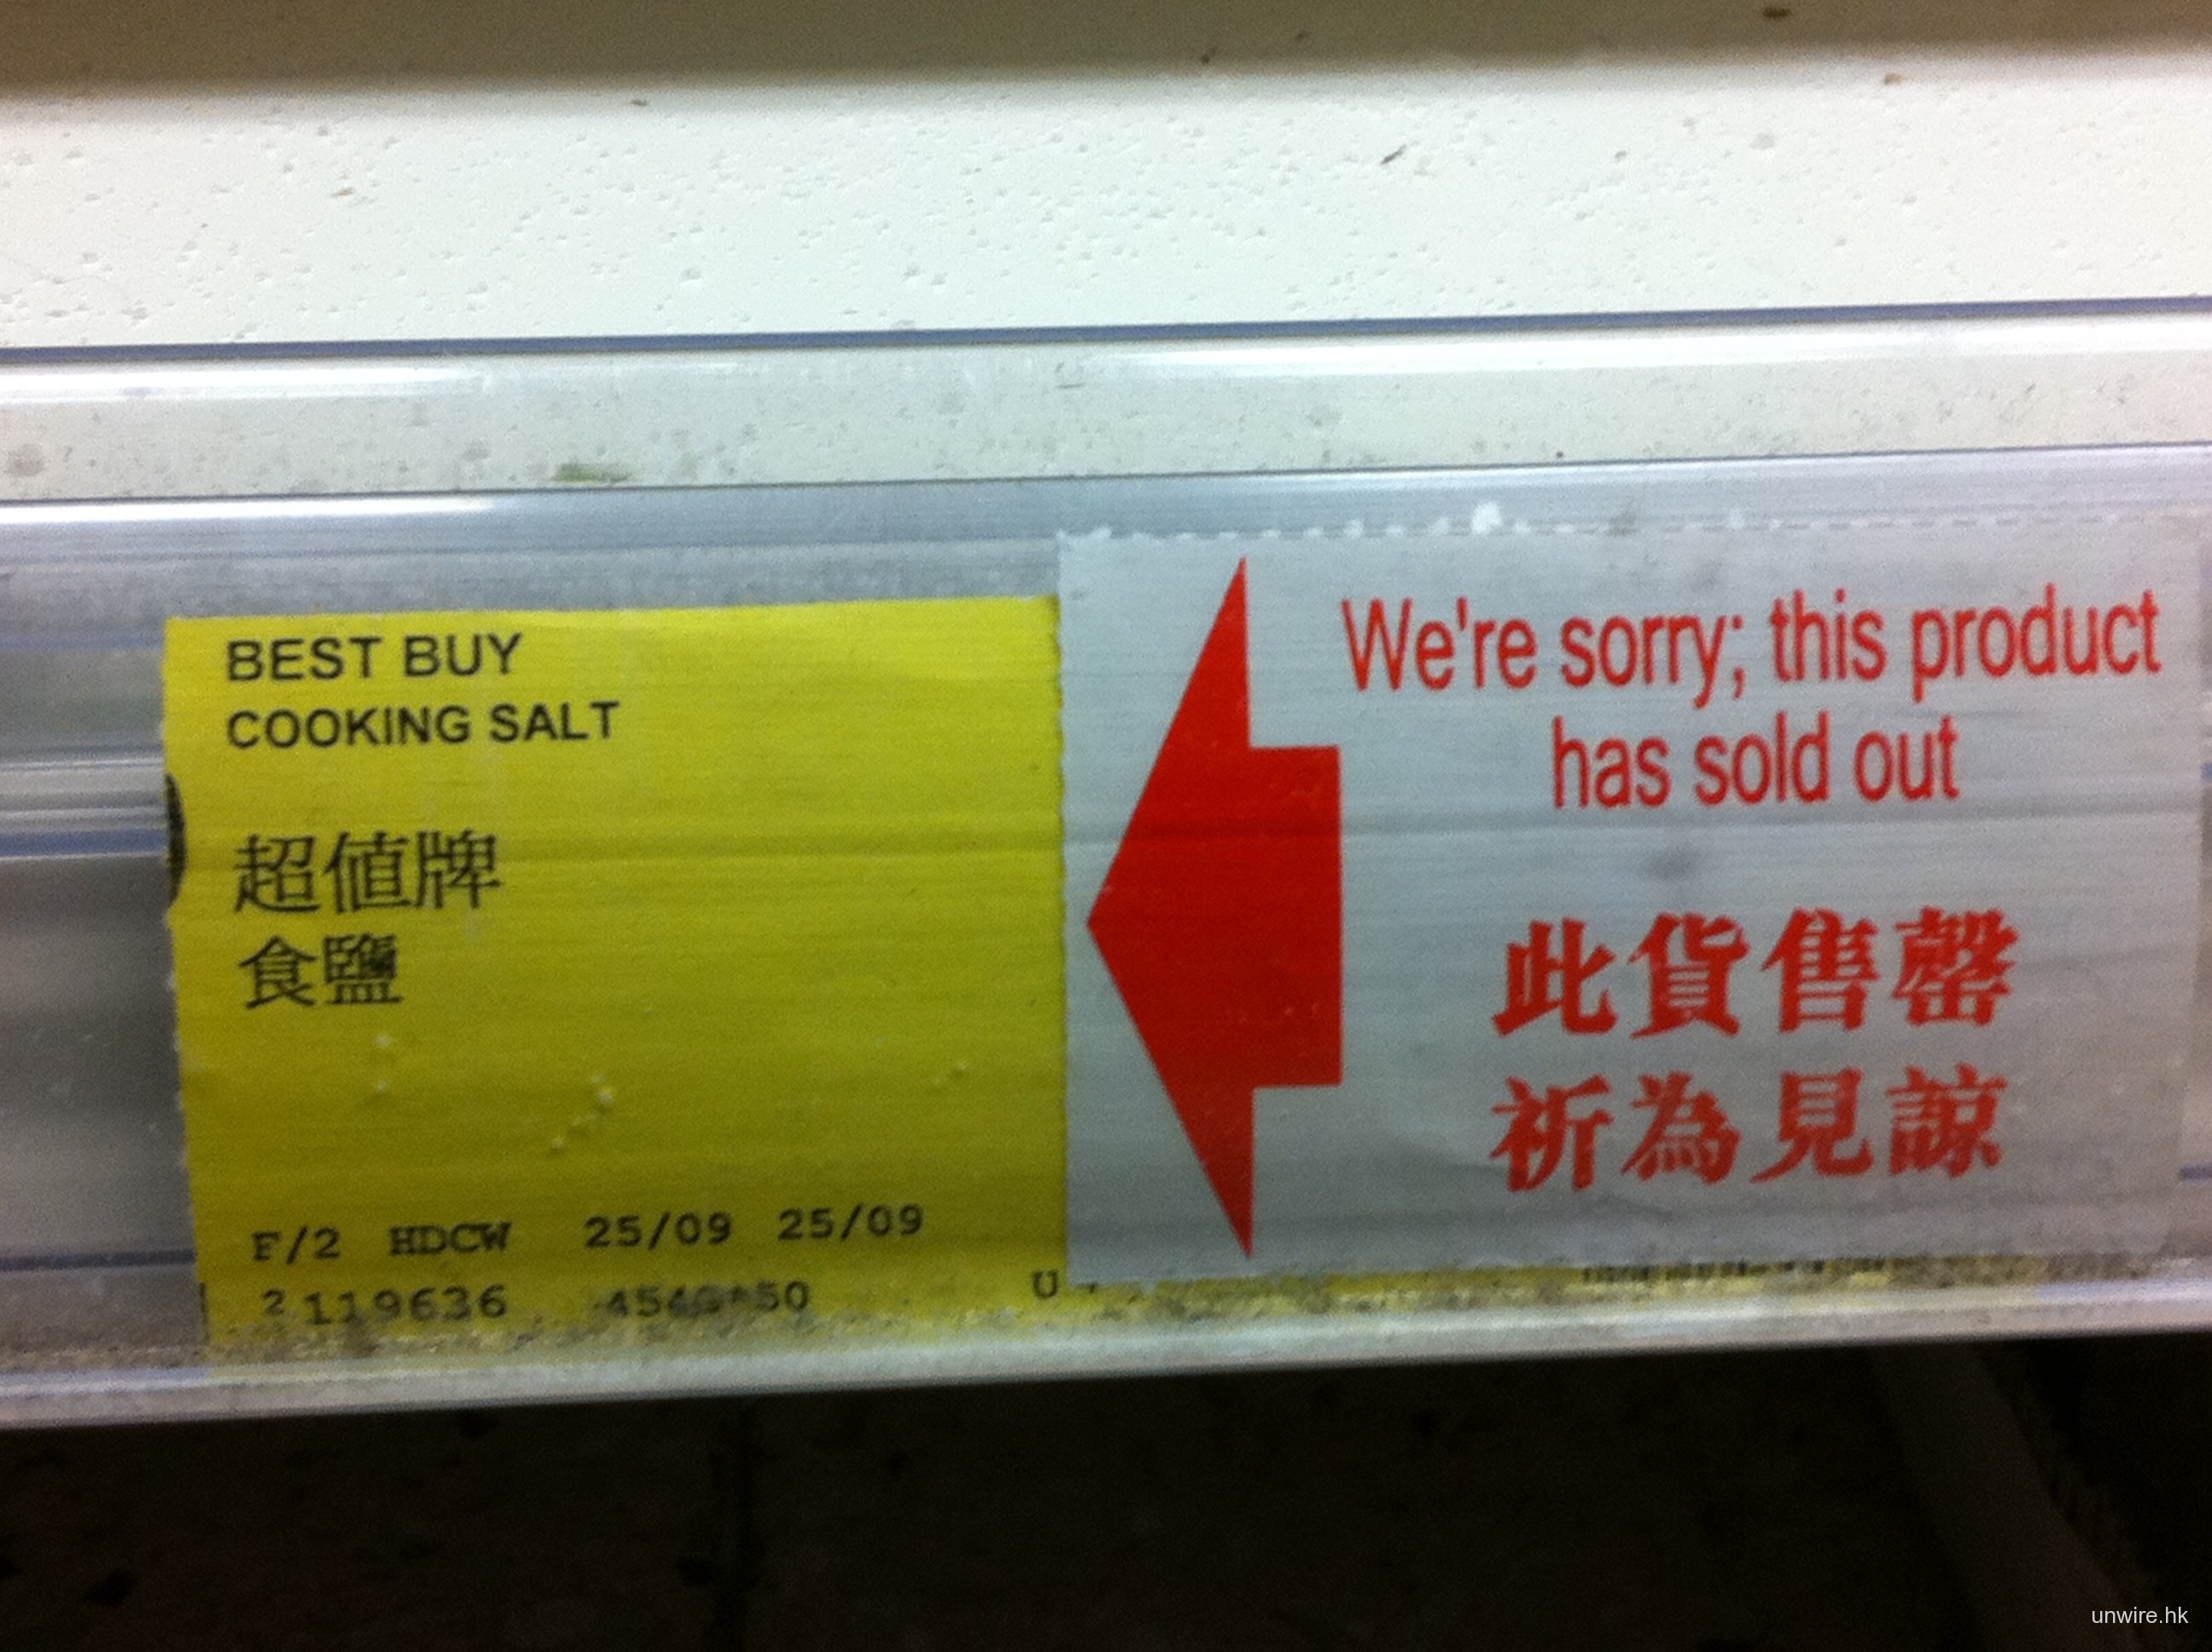 BEST BUY
COOKING SALT
超値牌
食鹽
F/2 HDCW 25/09 25/09
2119636
We're sorry; this product
has sold out
此貨售罄
祈為見諒
unwire.hk